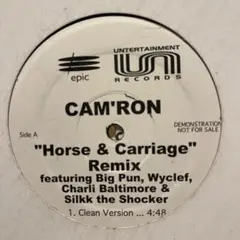 epic
UNTERTAINMENT
UN
RECORDS
CAM'RON
DEMONSTRATION
NOT FOR SALE
Side A
"Horse & Carriage"
Remix
featuring Big Pun, Wyclef,
Charli Baltimore &
Silkk the Shocker
1. Clean Version ... 4:48